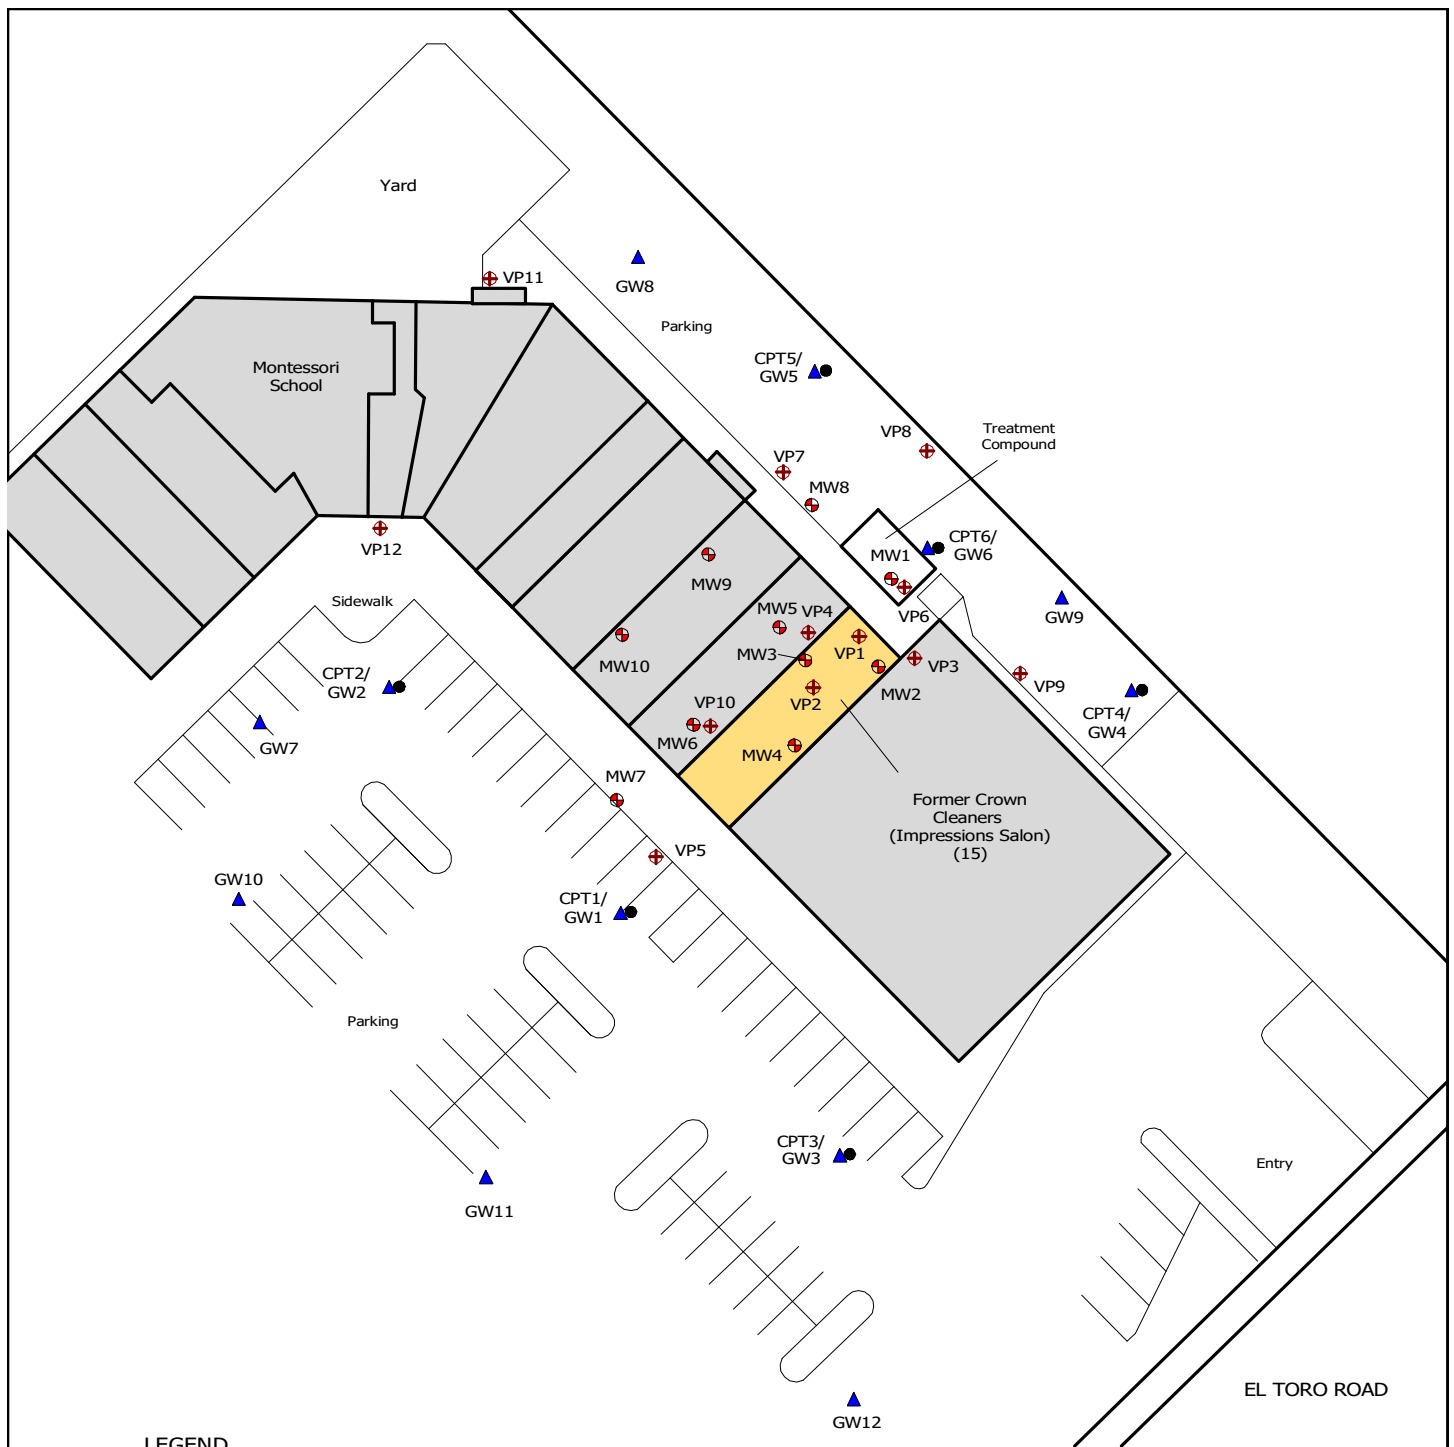 Yard
VP11
GW8
Parking
CPT5/
GW5
Montessori
School
VP8
Treatment
Compound
VP7
MW8
VP12
CPT6/
GW6
MW1
MW9
Sidewalk
MW5
VP4
VP6
GW9
MW3
VP1
MW10
CPT2/
GW2
MW2
VP3
VP9
VP2
VP10
CPT4/
GW4
GW7
MW6
MW4
MW7
Former Crown
Cleaners
(Impressions Salon)
(15)
VP5
GW10
CPT1/
GW1
Parking
CPT3/
GW3
Entry
GW11
EL TORO ROAD
GW12
LEGEND